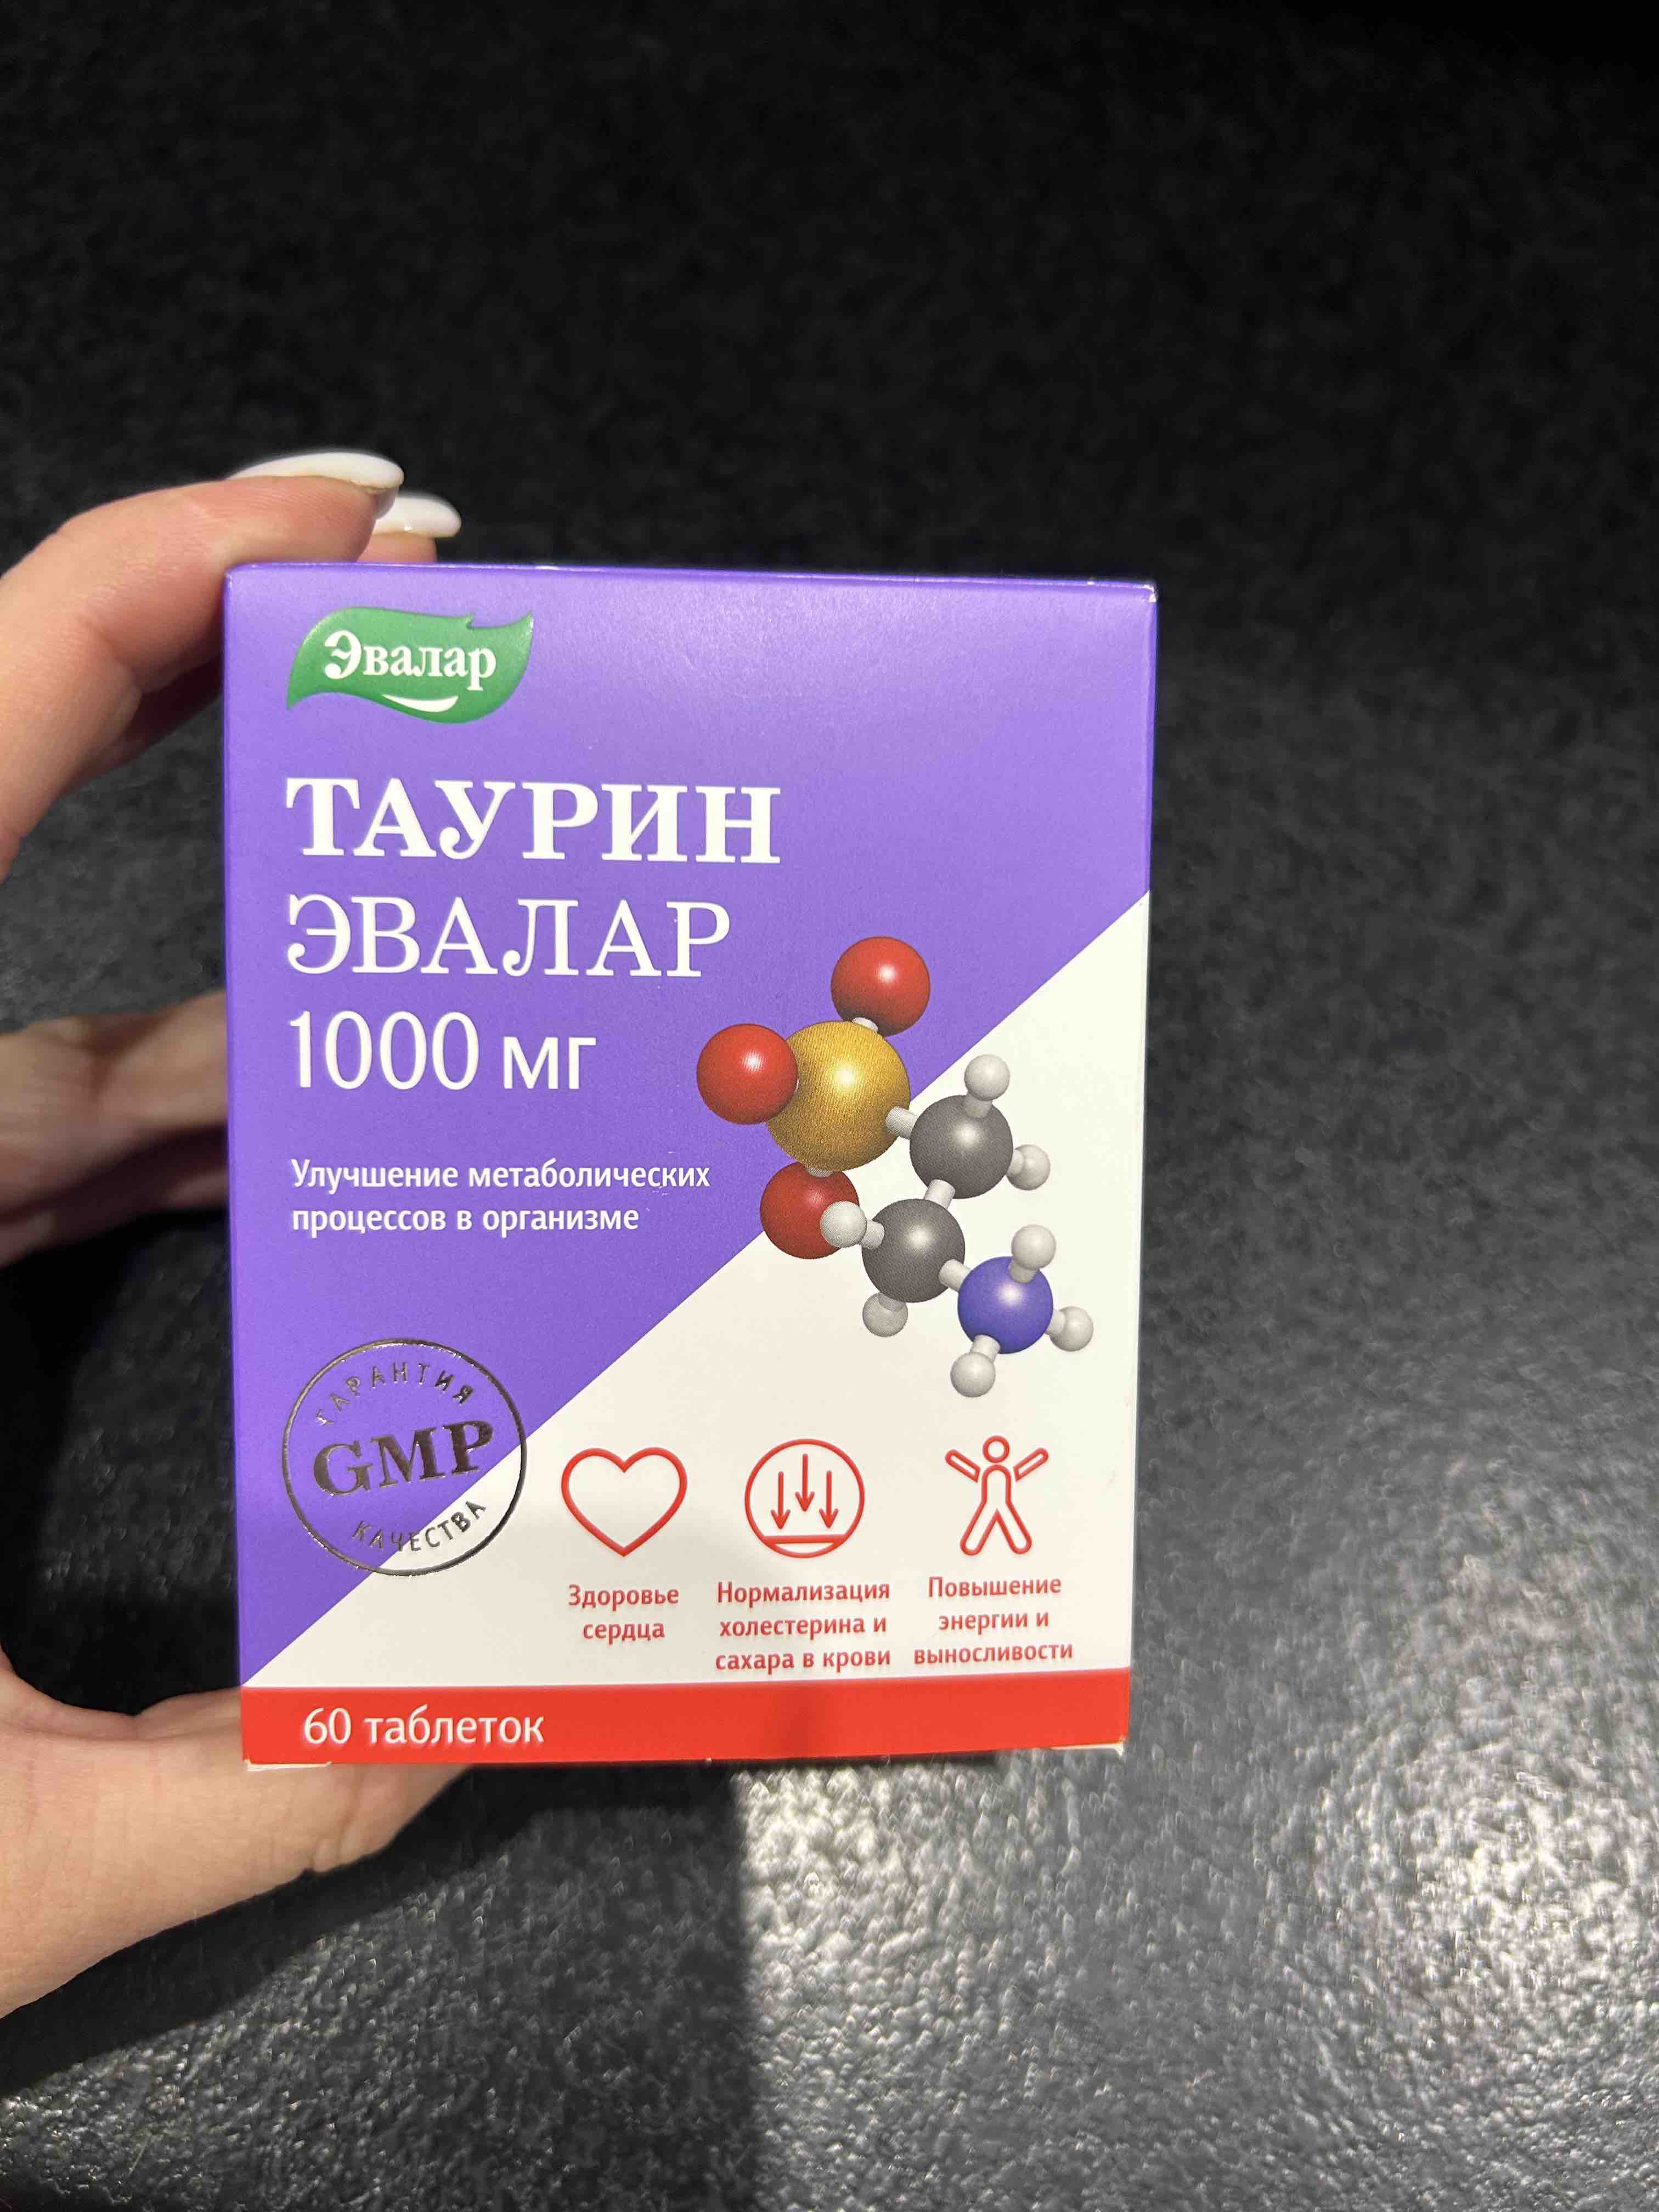 Эвалар
ТАУРИН
ЭВАЛАР
1000 мг
Улучшение метаболических
процессов в организме
ГАРАНТИЯ
GMP
КАЧЕСТВА
Здоровье
сердца
Нормализация
холестерина и
сахара в крови
Повышение
энергии и
выносливости
60 таблеток